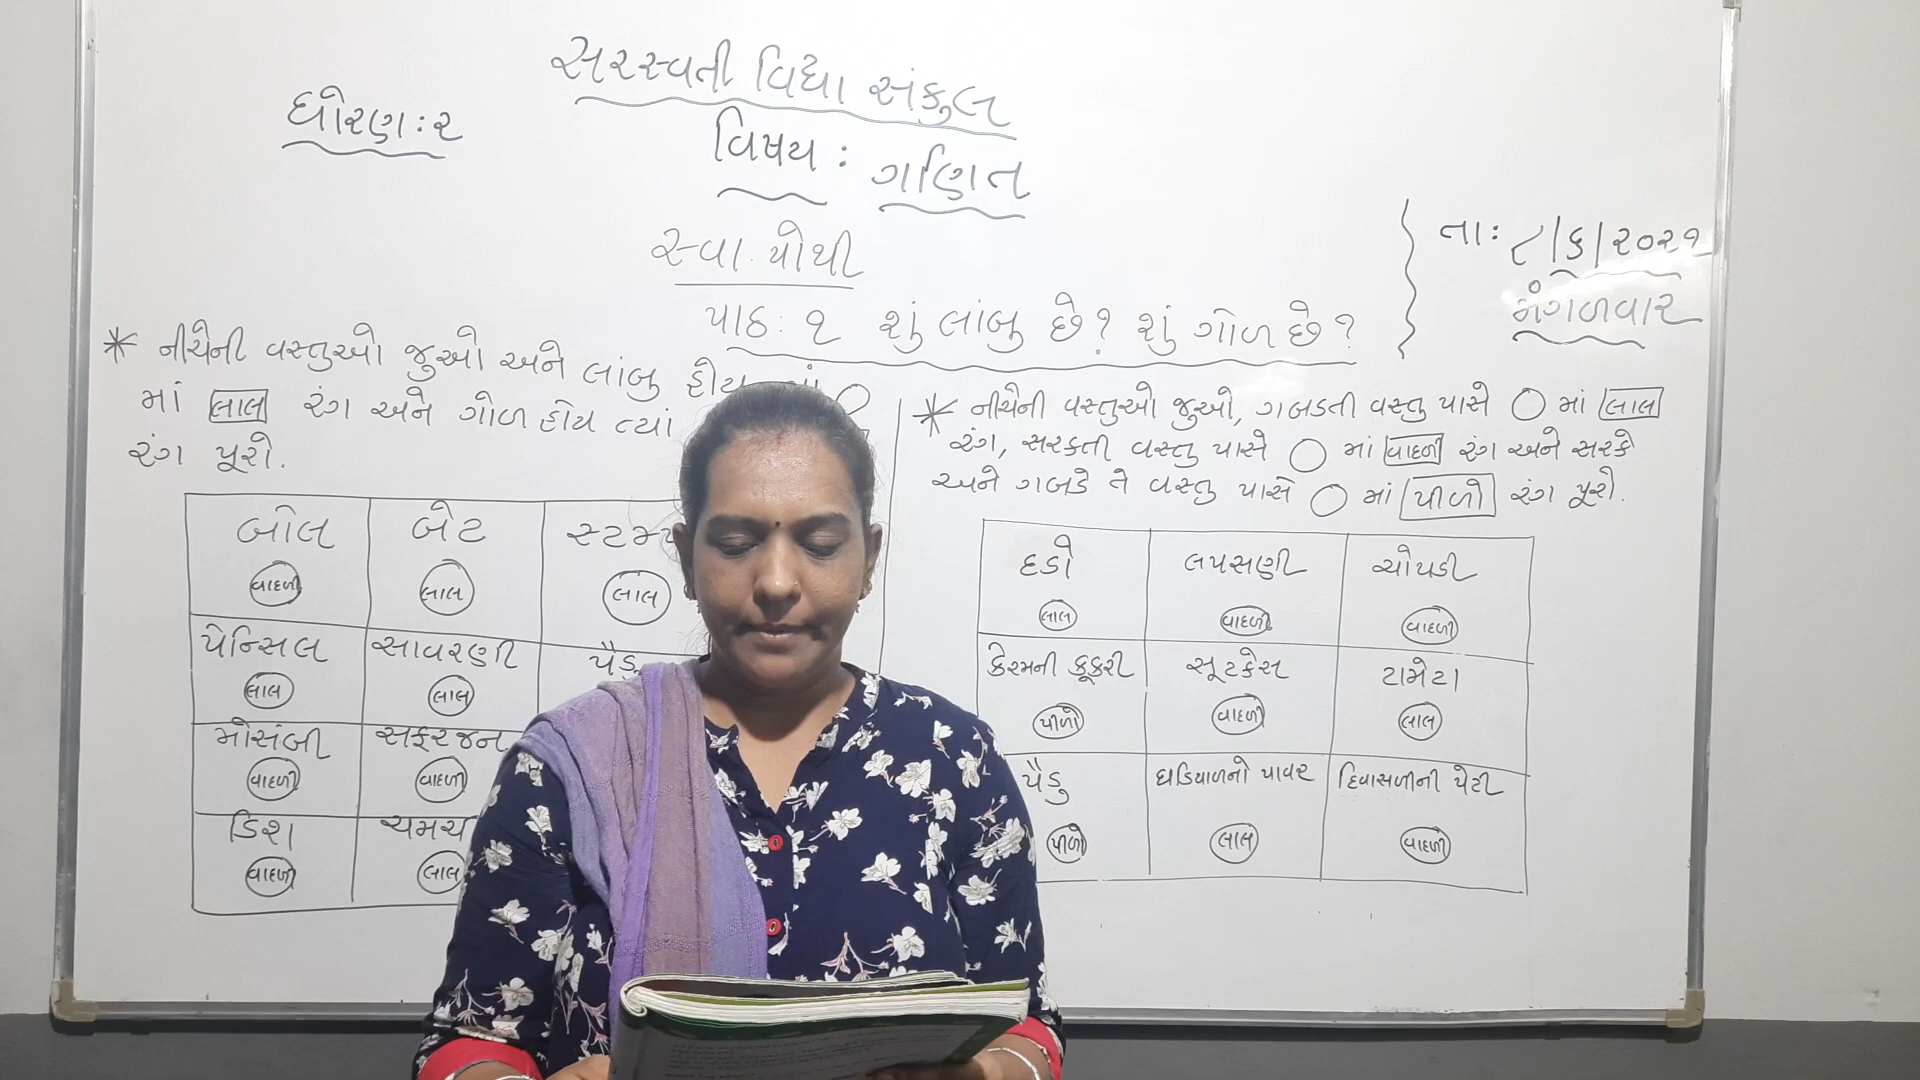 સરસ્વતી વિદ્યા સંકુલ
ધોરણ : ૨
વિષય : ગણિત
તા : ૮/૬/૨૦૨૧
મંગળવાર
સ્વા. પોથી
પાઠ : ૧ શું લાંબુ છે? શું ગોળ છે?
* નીચેની વસ્તુઓ જુઓ અને લાંબુ હોય
માં લાલ રંગ અને ગોળ હોય ત્યાં
રંગ પૂરો.
બોલ બેટ સ્ટમ્પ
વાદળી લાલ લાલ
પેન્સિલ સાવરણી પૈડુ
લાલ લાલ
મોસંબી સફરજન
વાદળી વાદળી
ડિશ ચમચ
વાદળી લાલ
* નીચેની વસ્તુઓ જુઓ, ગબડતી વસ્તુ પાસે ○ માં લાલ
રંગ, સરકતી વસ્તુ પાસે ○ માં વાદળી રંગ અને સરકે
અને ગબડે તે વસ્તુ પાસે ○ માં પીળો રંગ પૂરો.
દડો લપસણી ચોપડી
લાલ વાદળી વાદળી
કેરમની કૂકરી સૂટકેસ ટામેટા
પીળો વાદળી લાલ
પૈડુ ઘડિયાળનો પાવર દિવાસળીની પેટી
પીળો લાલ વાદળી